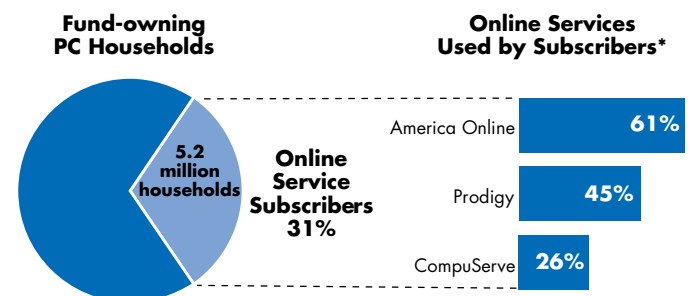 Fund-owning
PC Households
5.2
million
households
Online
Service
Subscribers
31%
Online Services
Used by Subscribers*
America Online
61%
Prodigy
45%
CompuServe
26%